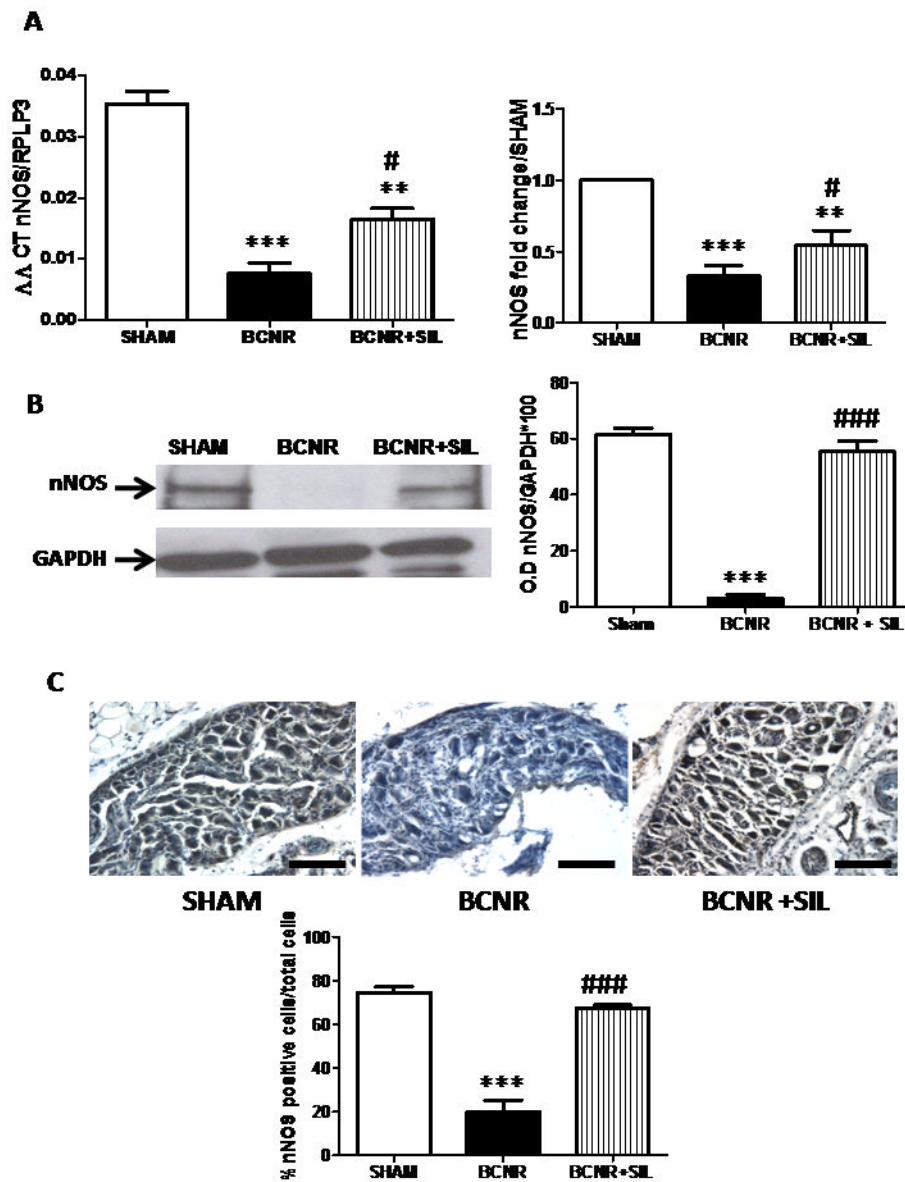 A
ΔΔ CT nNOS/RPLP3
0.04
0.03
0.02
0.01
0.00
***
#
**
SHAM BCNR BCNR+SIL
nNOS fold change/SHAM
1.5
1.0
0.5
0.0
***
#
**
SHAM BCNR BCNR+SIL
B
SHAM BCNR BCNR+SIL
nNOS
GAPDH
O.D nNOS/GAPDH*100
80
60
40
20
0
***
###
Sham BCNR BCNR + SIL
C
SHAM BCNR BCNR +SIL
% nNOS positive cells/total cells
100
80
60
40
20
0
***
###
SHAM BCNR BCNR+SIL